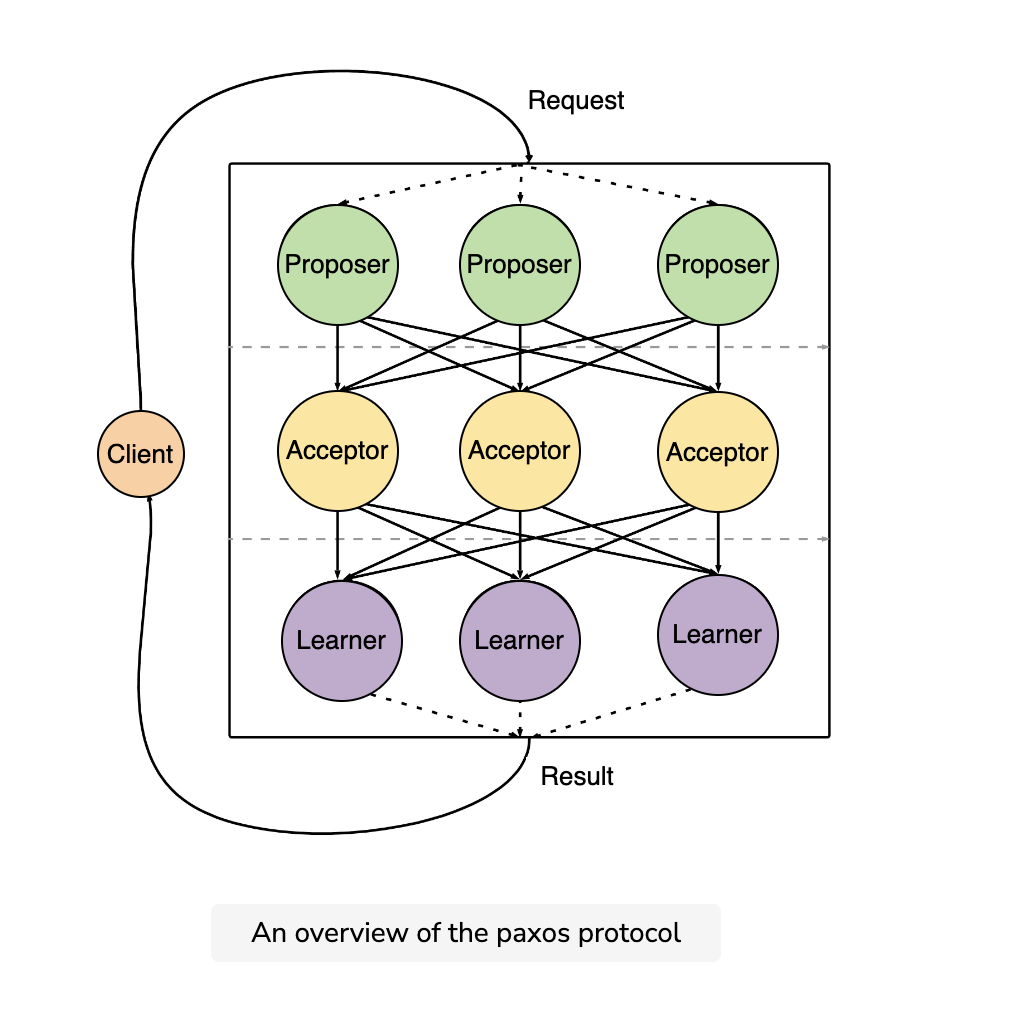 Request
Proposer
Proposer
Proposer
Client
Acceptor
Acceptor
Acceptor
Learner
Learner
Learner
Result
An overview of the paxos protocol